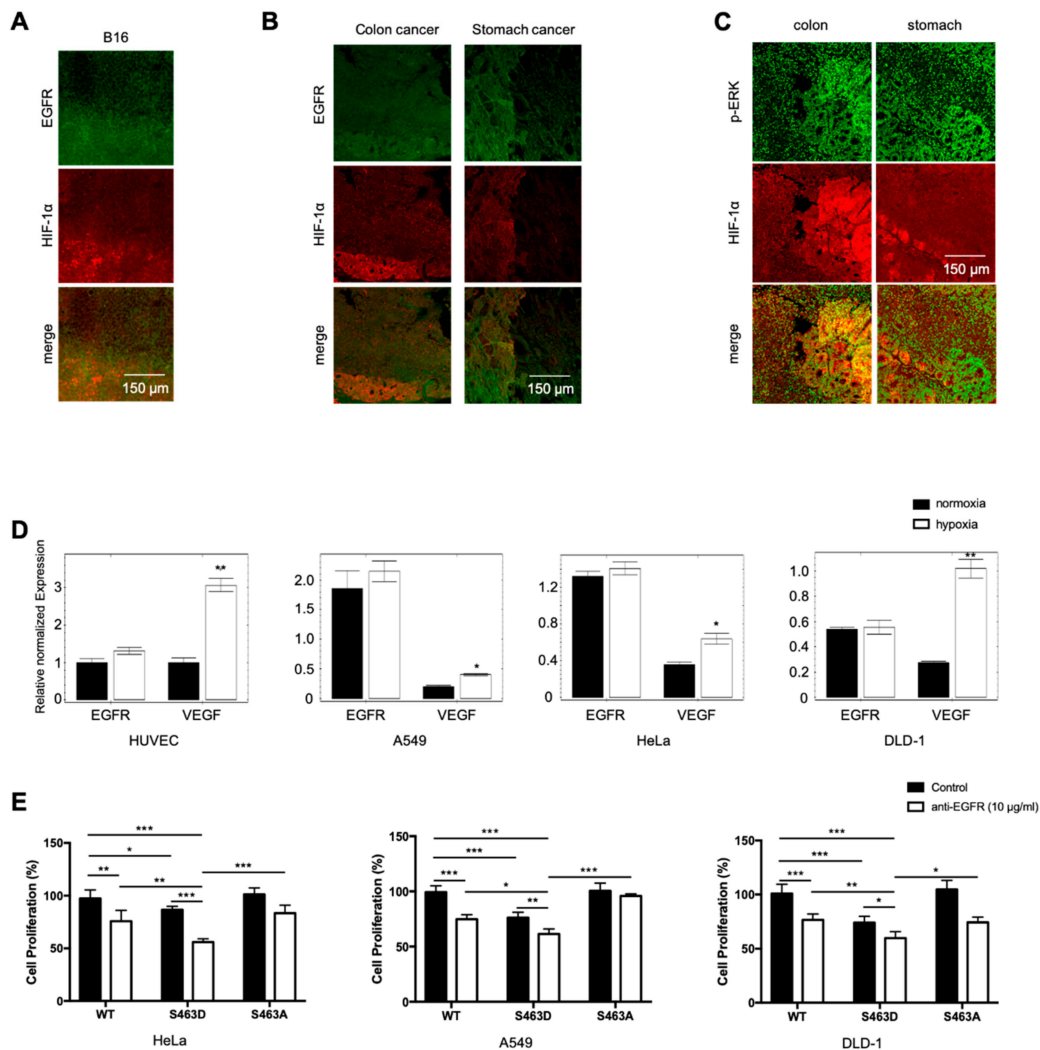 A
B16
EGFR
HIF-1α
merge
150 µm
B
Colon cancer
Stomach cancer
EGFR
HIF-1α
merge
150 µm
C
colon
stomach
p-ERK
HIF-1α
150 µm
merge
D
normoxia
hypoxia
Relative normalized Expression
3
2
1
0
**
EGFR
VEGF
HUVEC
2.0
1.5
1.0
0.5
0
*
EGFR
VEGF
A549
1.2
0.8
0.4
0
*
EGFR
VEGF
HeLa
1.0
0.8
0.6
0.4
0.2
0
**
EGFR
VEGF
DLD-1
E
Control
anti-EGFR (10 µg/ml)
Cell Proliferation (%)
150
100
50
0
***
*
***
**
**
***
WT
S463D
S463A
HeLa
Cell Proliferation (%)
150
100
50
0
***
***
***
*
***
**
WT
S463D
S463A
A549
Cell Proliferation (%)
150
100
50
0
***
***
*
***
**
*
WT
S463D
S463A
DLD-1